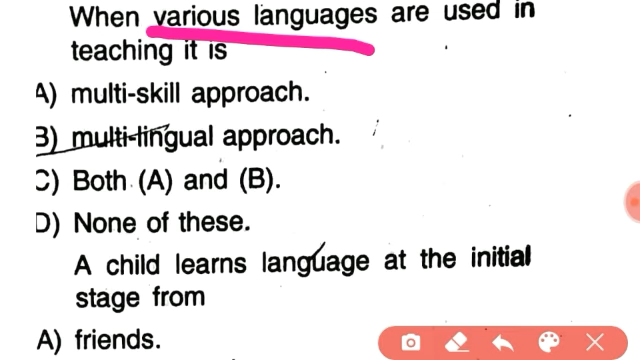 When various languages are used in
teaching it is
A) multi-skill approach.
B) multi-lingual approach.
C) Both (A) and (B).
D) None of these.
A child learns language at the initial
stage from
A) friends.